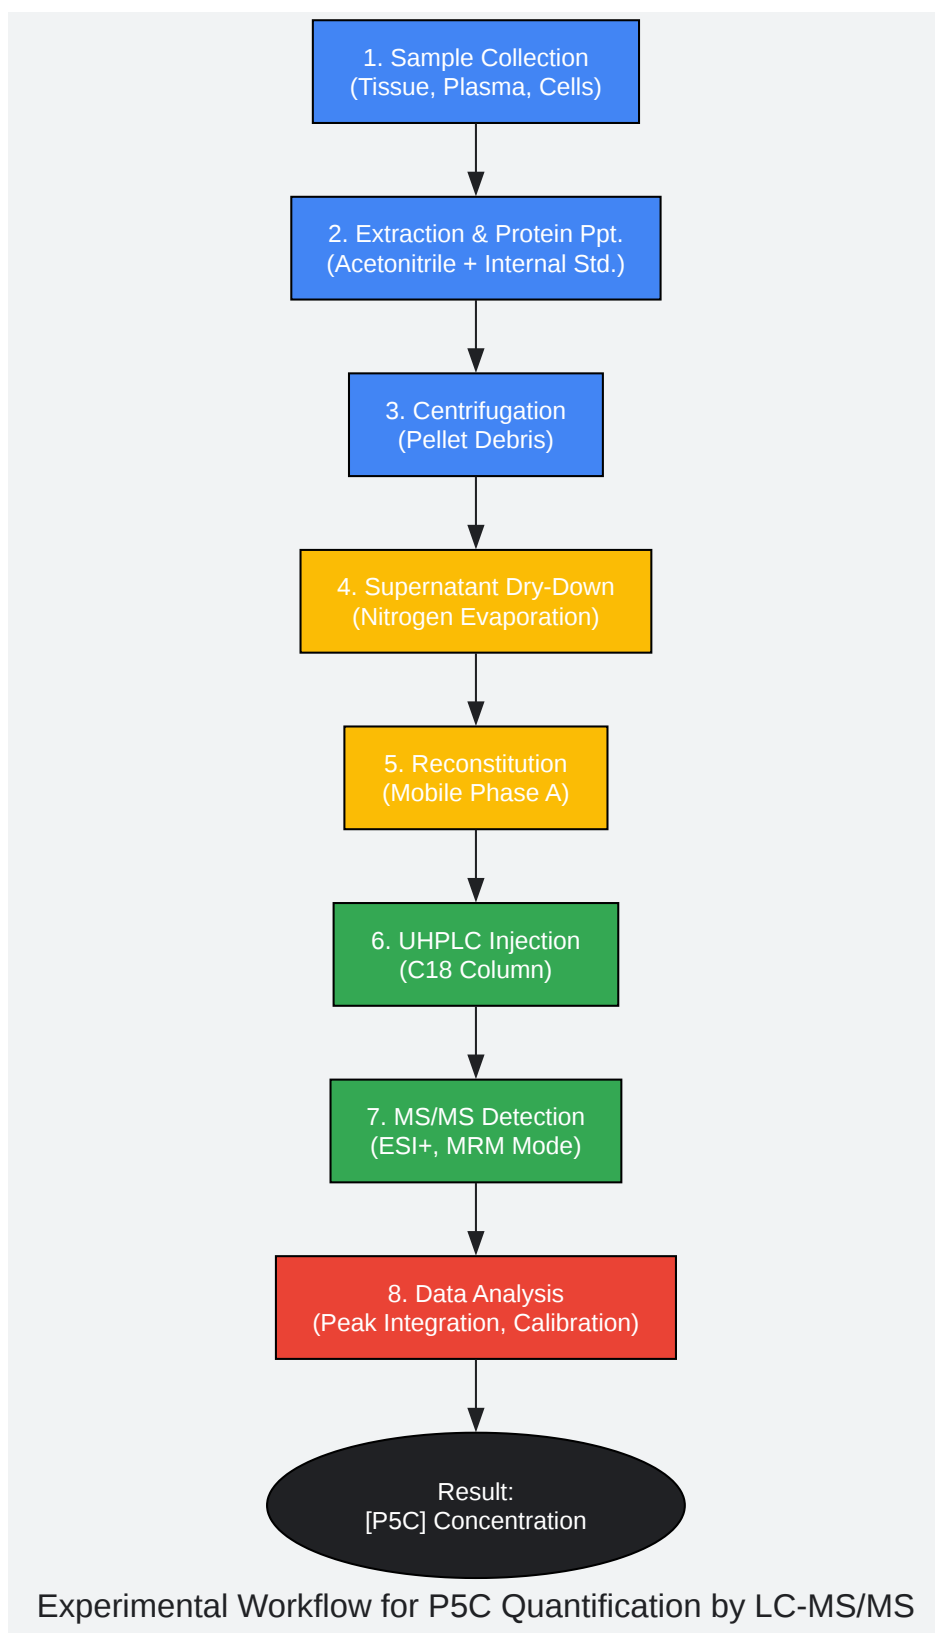 1. Sample Collection
(Tissue, Plasma, Cells)
2. Extraction & Protein Ppt.
(Acetonitrile + Internal Std.)
3. Centrifugation
(Pellet Debris)
4. Supernatant Dry-Down
(Nitrogen Evaporation)
5. Reconstitution
(Mobile Phase A)
6. UHPLC Injection
(C18 Column)
7. MS/MS Detection
(ESI+, MRM Mode)
8. Data Analysis
(Peak Integration, Calibration)
Result:
[P5C] Concentration
Experimental Workflow for P5C Quantification by LC-MS/MS